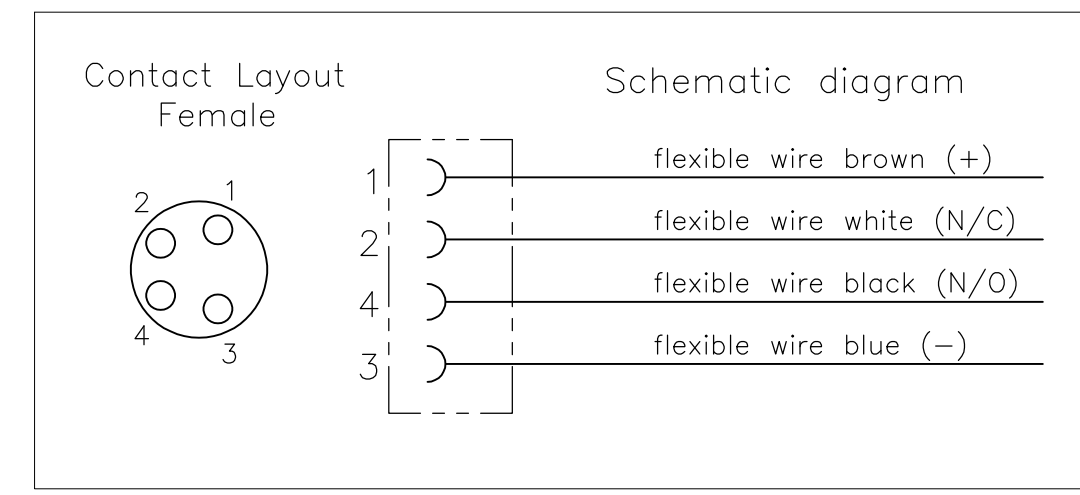 Contact Layout
Female
1
2
4
3
Schematic diagram
1 flexible wire brown (+)
2 flexible wire white (N/C)
4 flexible wire black (N/O)
3 flexible wire blue (−)